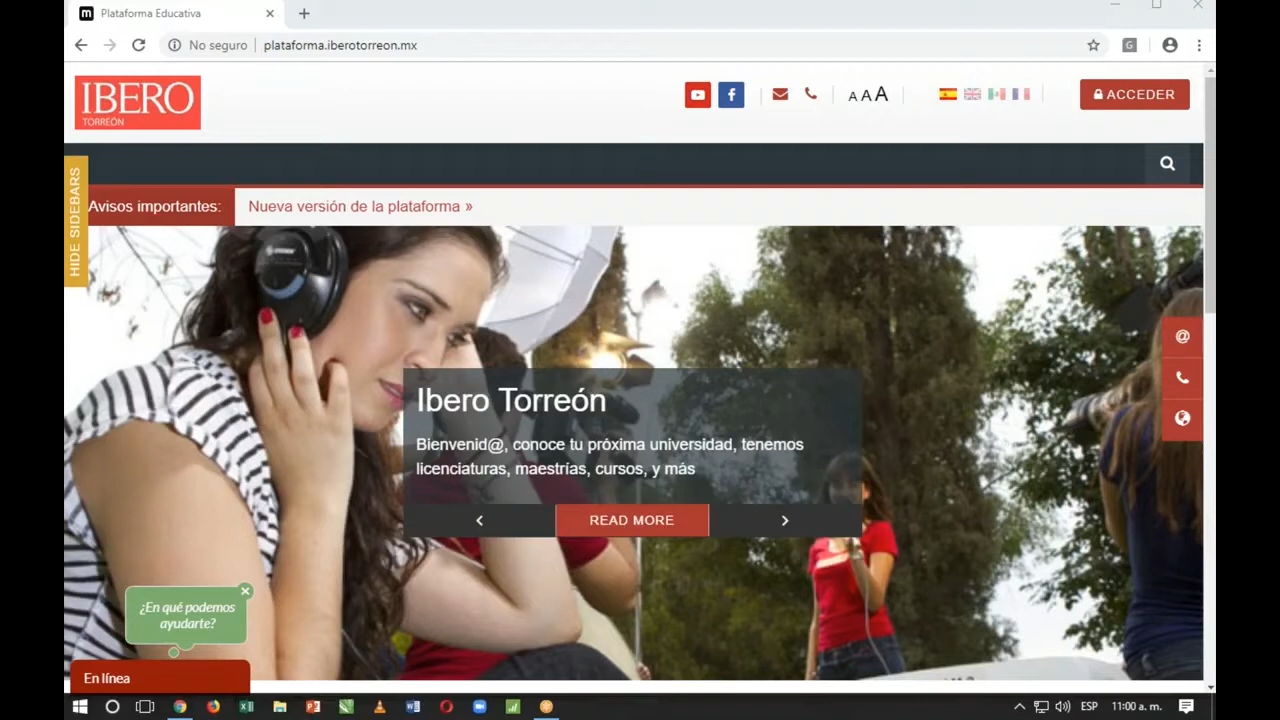 Plataforma Educativa
No seguro
plataforma.iberotorreon.mx
IBERO
TORREÓN
A A A
ACCEDER
HIDE SIDEBARS
Avisos importantes:
Nueva versión de la plataforma »
Ibero Torreón
Bienvenid@, conoce tu próxima universidad, tenemos
licenciaturas, maestrías, cursos, y más
READ MORE
¿En qué podemos
ayudarte?
En línea
ESP
11:00 a. m.